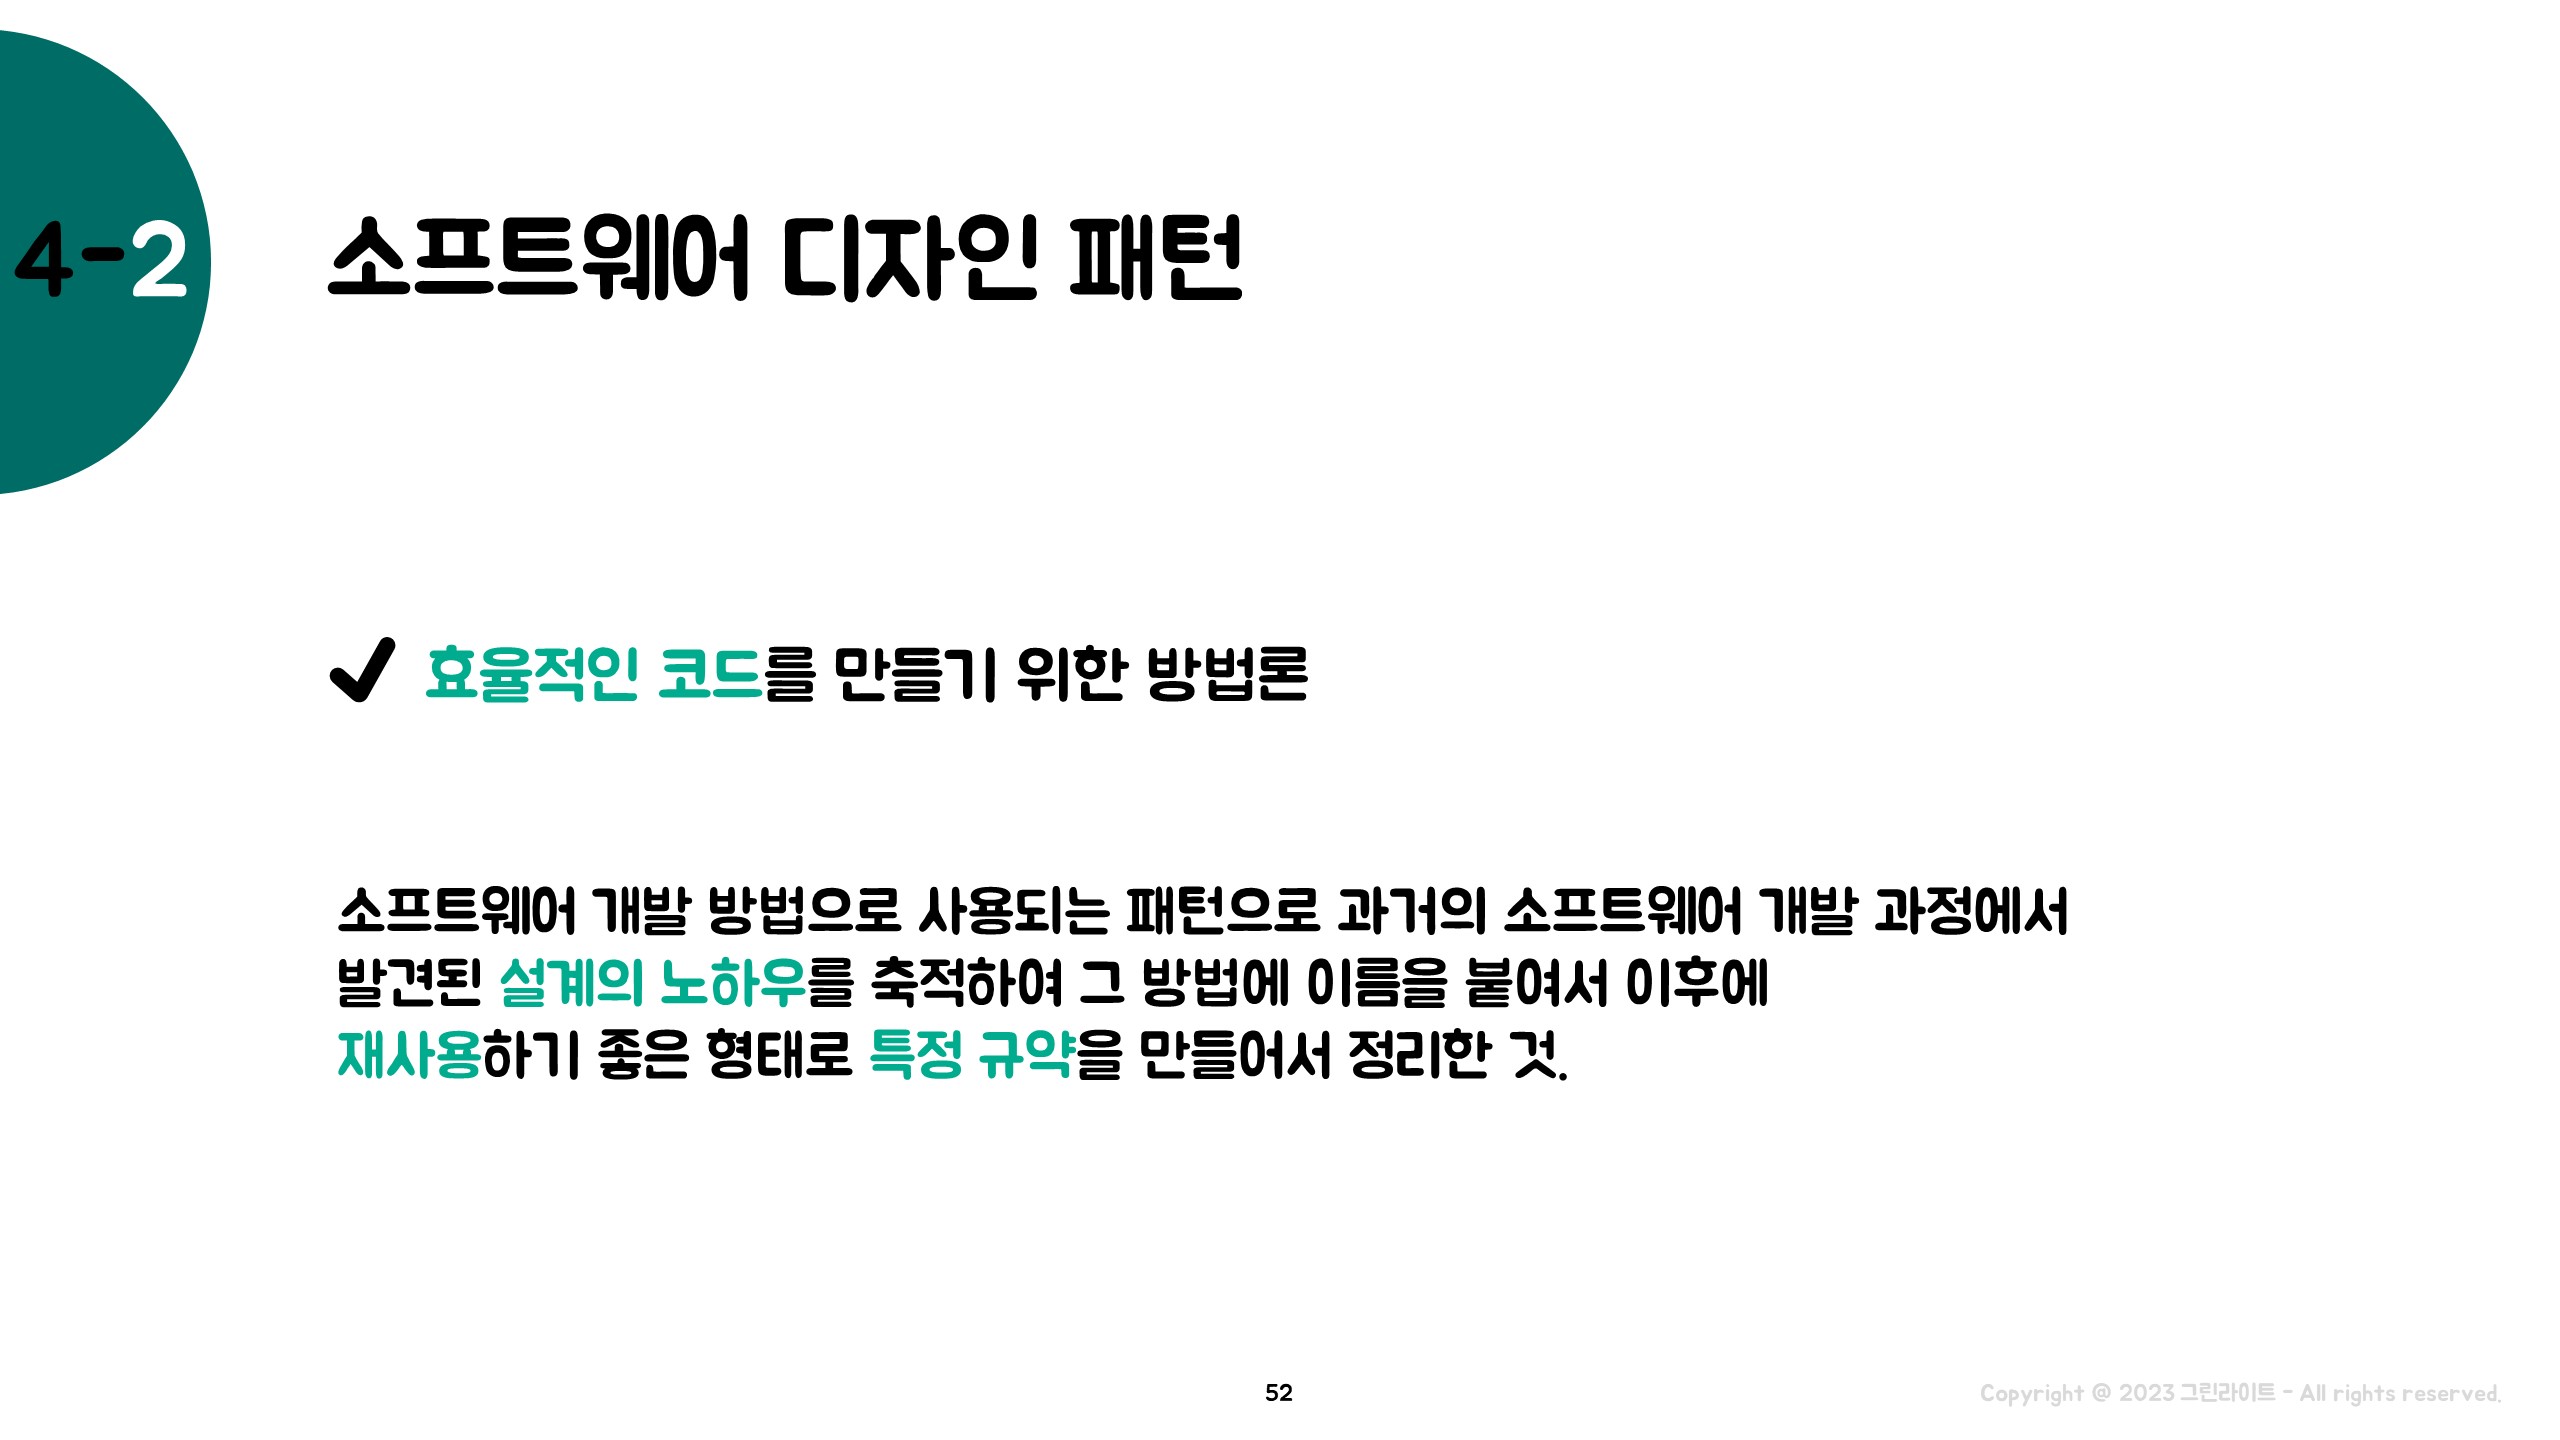 4-2
소프트웨어 디자인 패턴
효율적인 코드를 만들기 위한 방법론
소프트웨어 개발 방법으로 사용되는 패턴으로 과거의 소프트웨어 개발 과정에서
발견된 설계의 노하우를 축적하여 그 방법에 이름을 붙여서 이후에
재사용하기 좋은 형태로 특정 규약을 만들어서 정리한 것.
52
Copyright @ 2023 그린라이트 - All rights reserved.